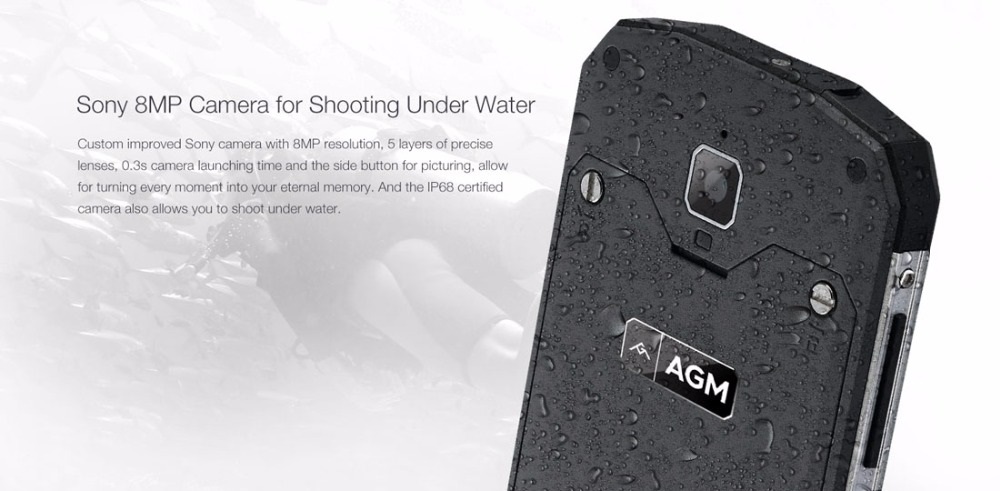 Sony 8MP Camera for Shooting Under Water
Custom improved Sony camera with 8MP resolution, 5 layers of precise
lenses, 0.3s camera launching time and the side button for picturing, allow
for turning every moment into your eternal memory. And the IP68 certified
camera also allows you to shoot under water.
AGM